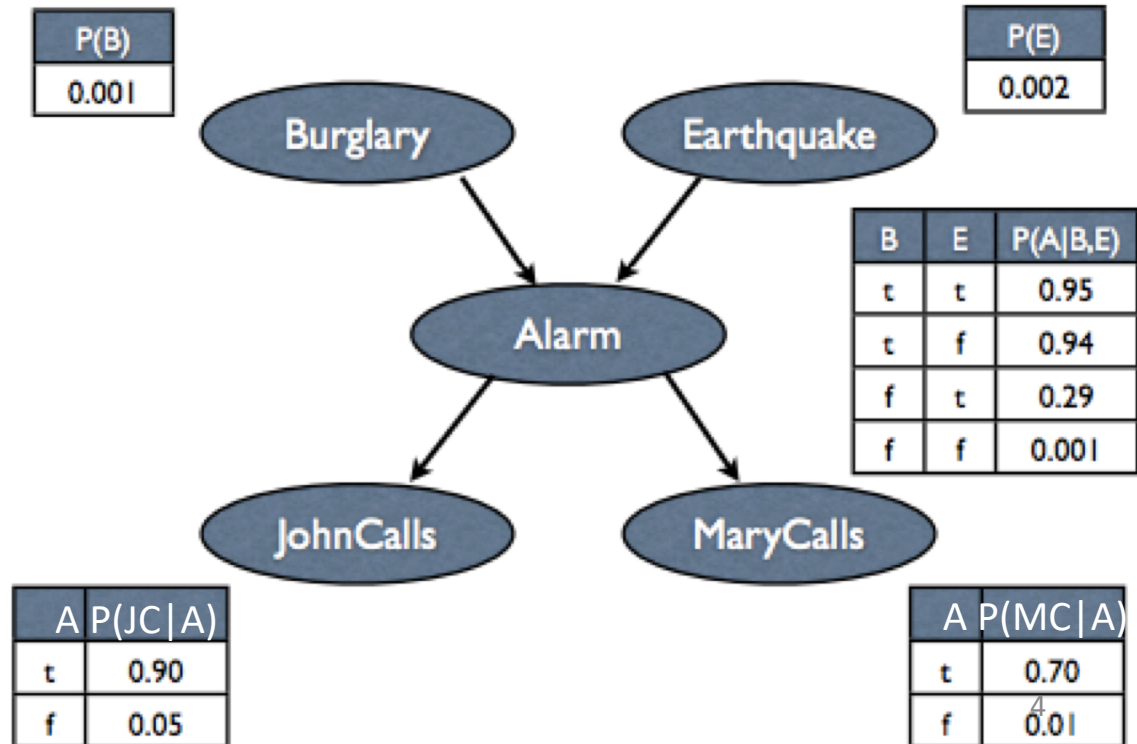 P(B)
0.001
P(E)
0.002
Burglary
Earthquake
B E P(A|B,E)
t t 0.95
t f 0.94
f t 0.29
f f 0.001
Alarm
JohnCalls
MaryCalls
A P(JC|A)
t 0.90
f 0.05
A P(MC|A)
t 0.70
4
f 0.01